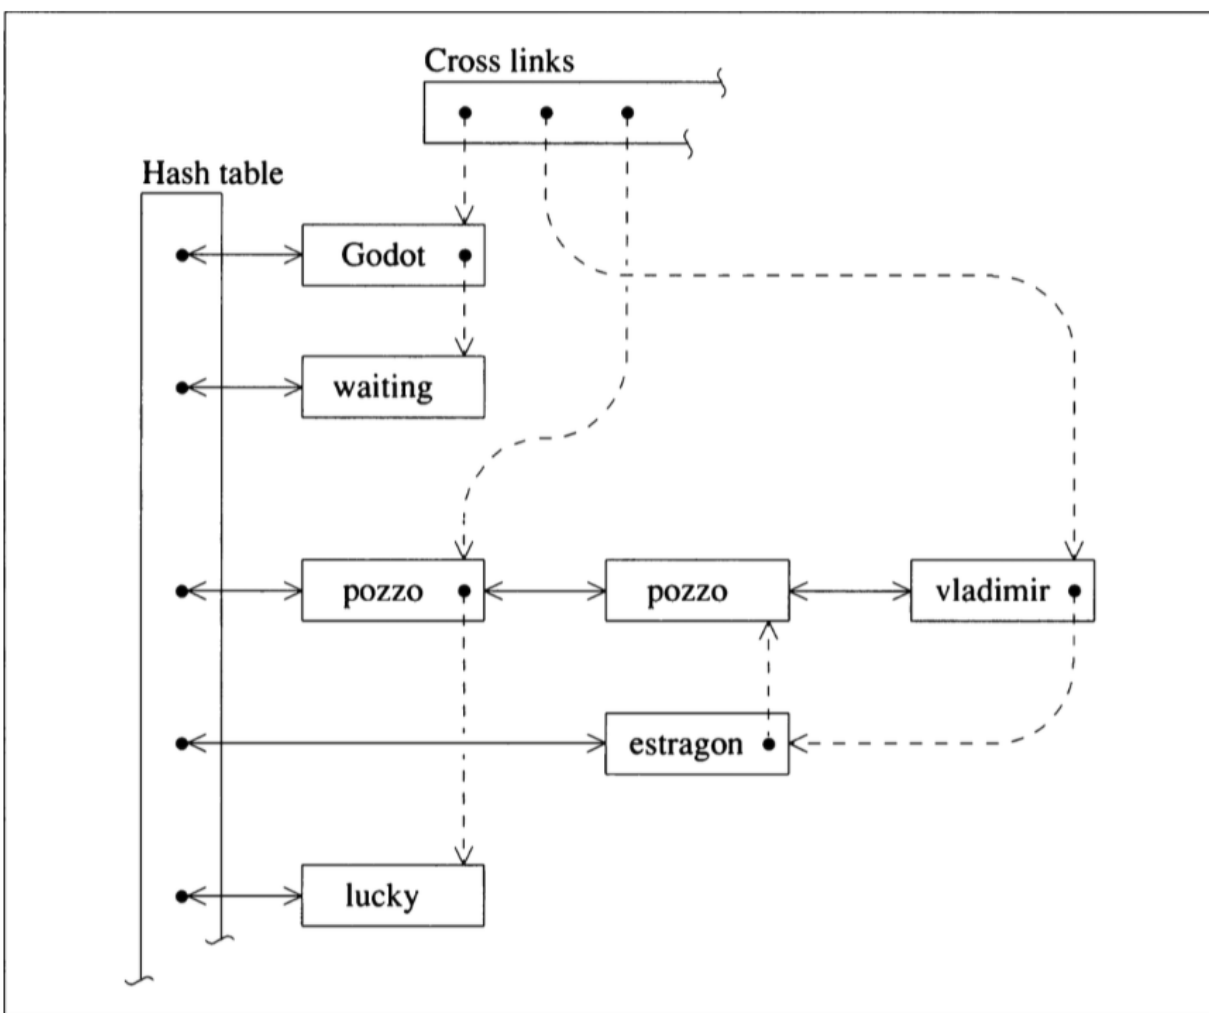 Cross links
Hash table
Godot
waiting
pozzo pozzo vladimir
estragon
lucky